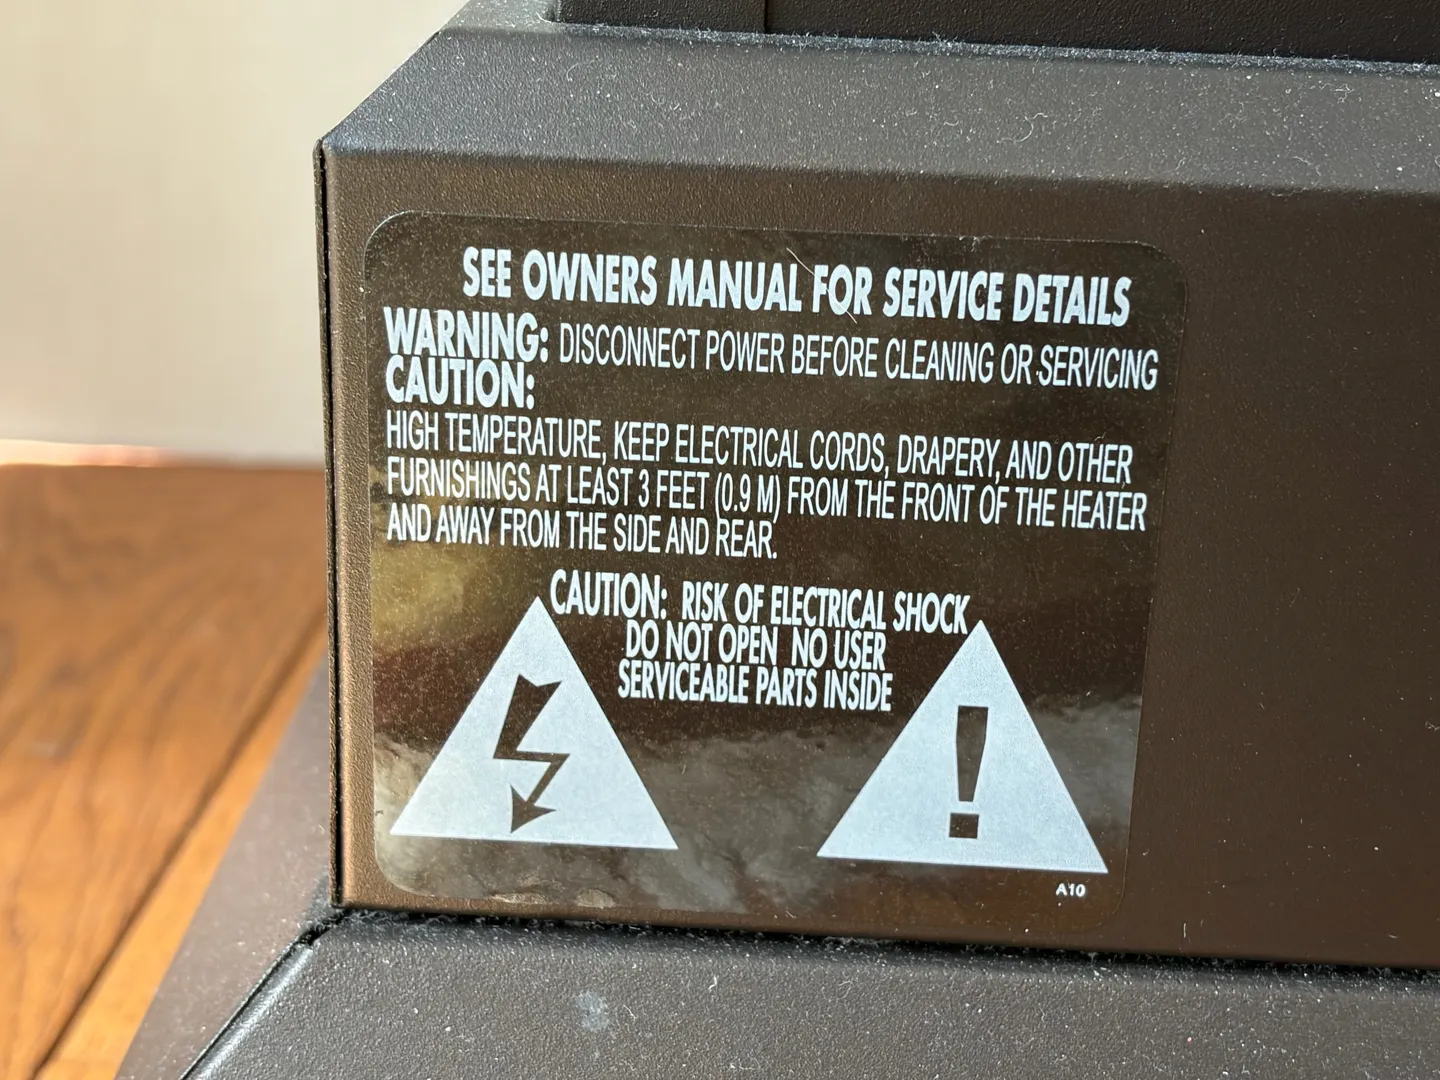 SEE OWNERS MANUAL FOR SERVICE DETAILS
WARNING: DISCONNECT POWER BEFORE CLEANING OR SERVICING
CAUTION:
HIGH TEMPERATURE, KEEP ELECTRICAL CORDS, DRAPERY, AND OTHER
FURNISHINGS AT LEAST 3 FEET (0.9 M) FROM THE FRONT OF THE HEATER
AND AWAY FROM THE SIDE AND REAR.
CAUTION: RISK OF ELECTRICAL SHOCK
DO NOT OPEN NO USER
SERVICEABLE PARTS INSIDE
!
A10